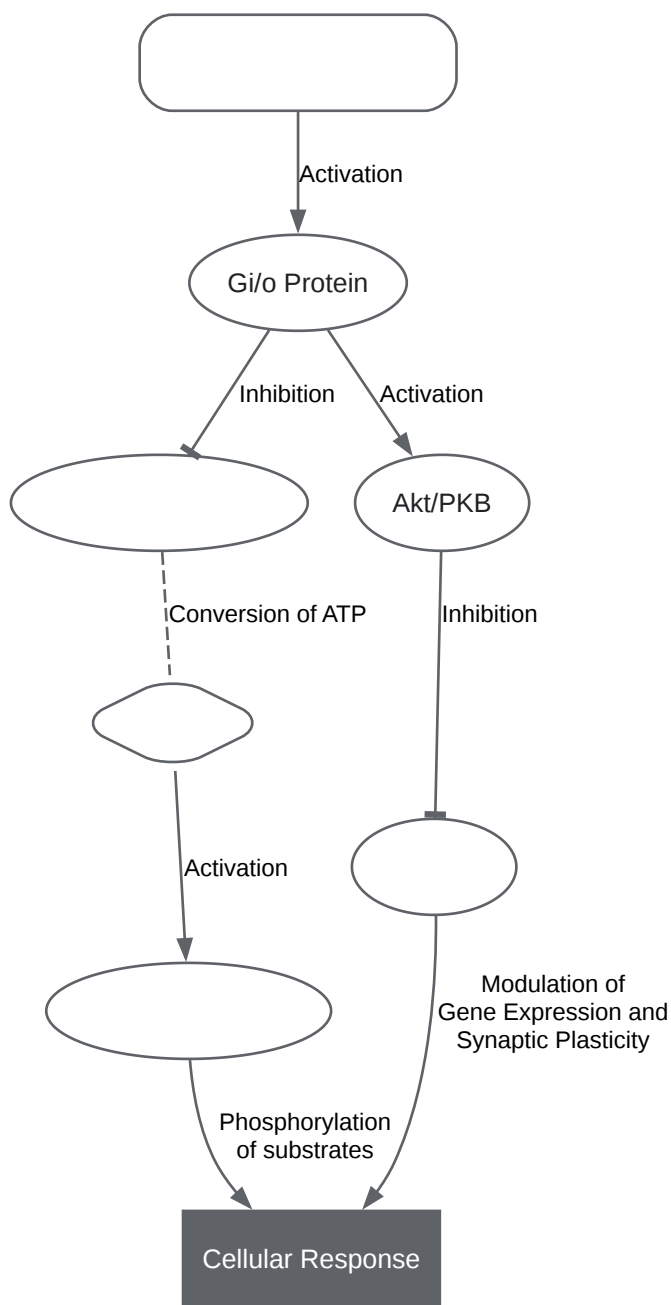 Activation
Gi/o Protein
Inhibition
Activation
Akt/PKB
Conversion of ATP
Inhibition
Activation
Modulation of
Gene Expression and
Synaptic Plasticity
Phosphorylation
of substrates
Cellular Response